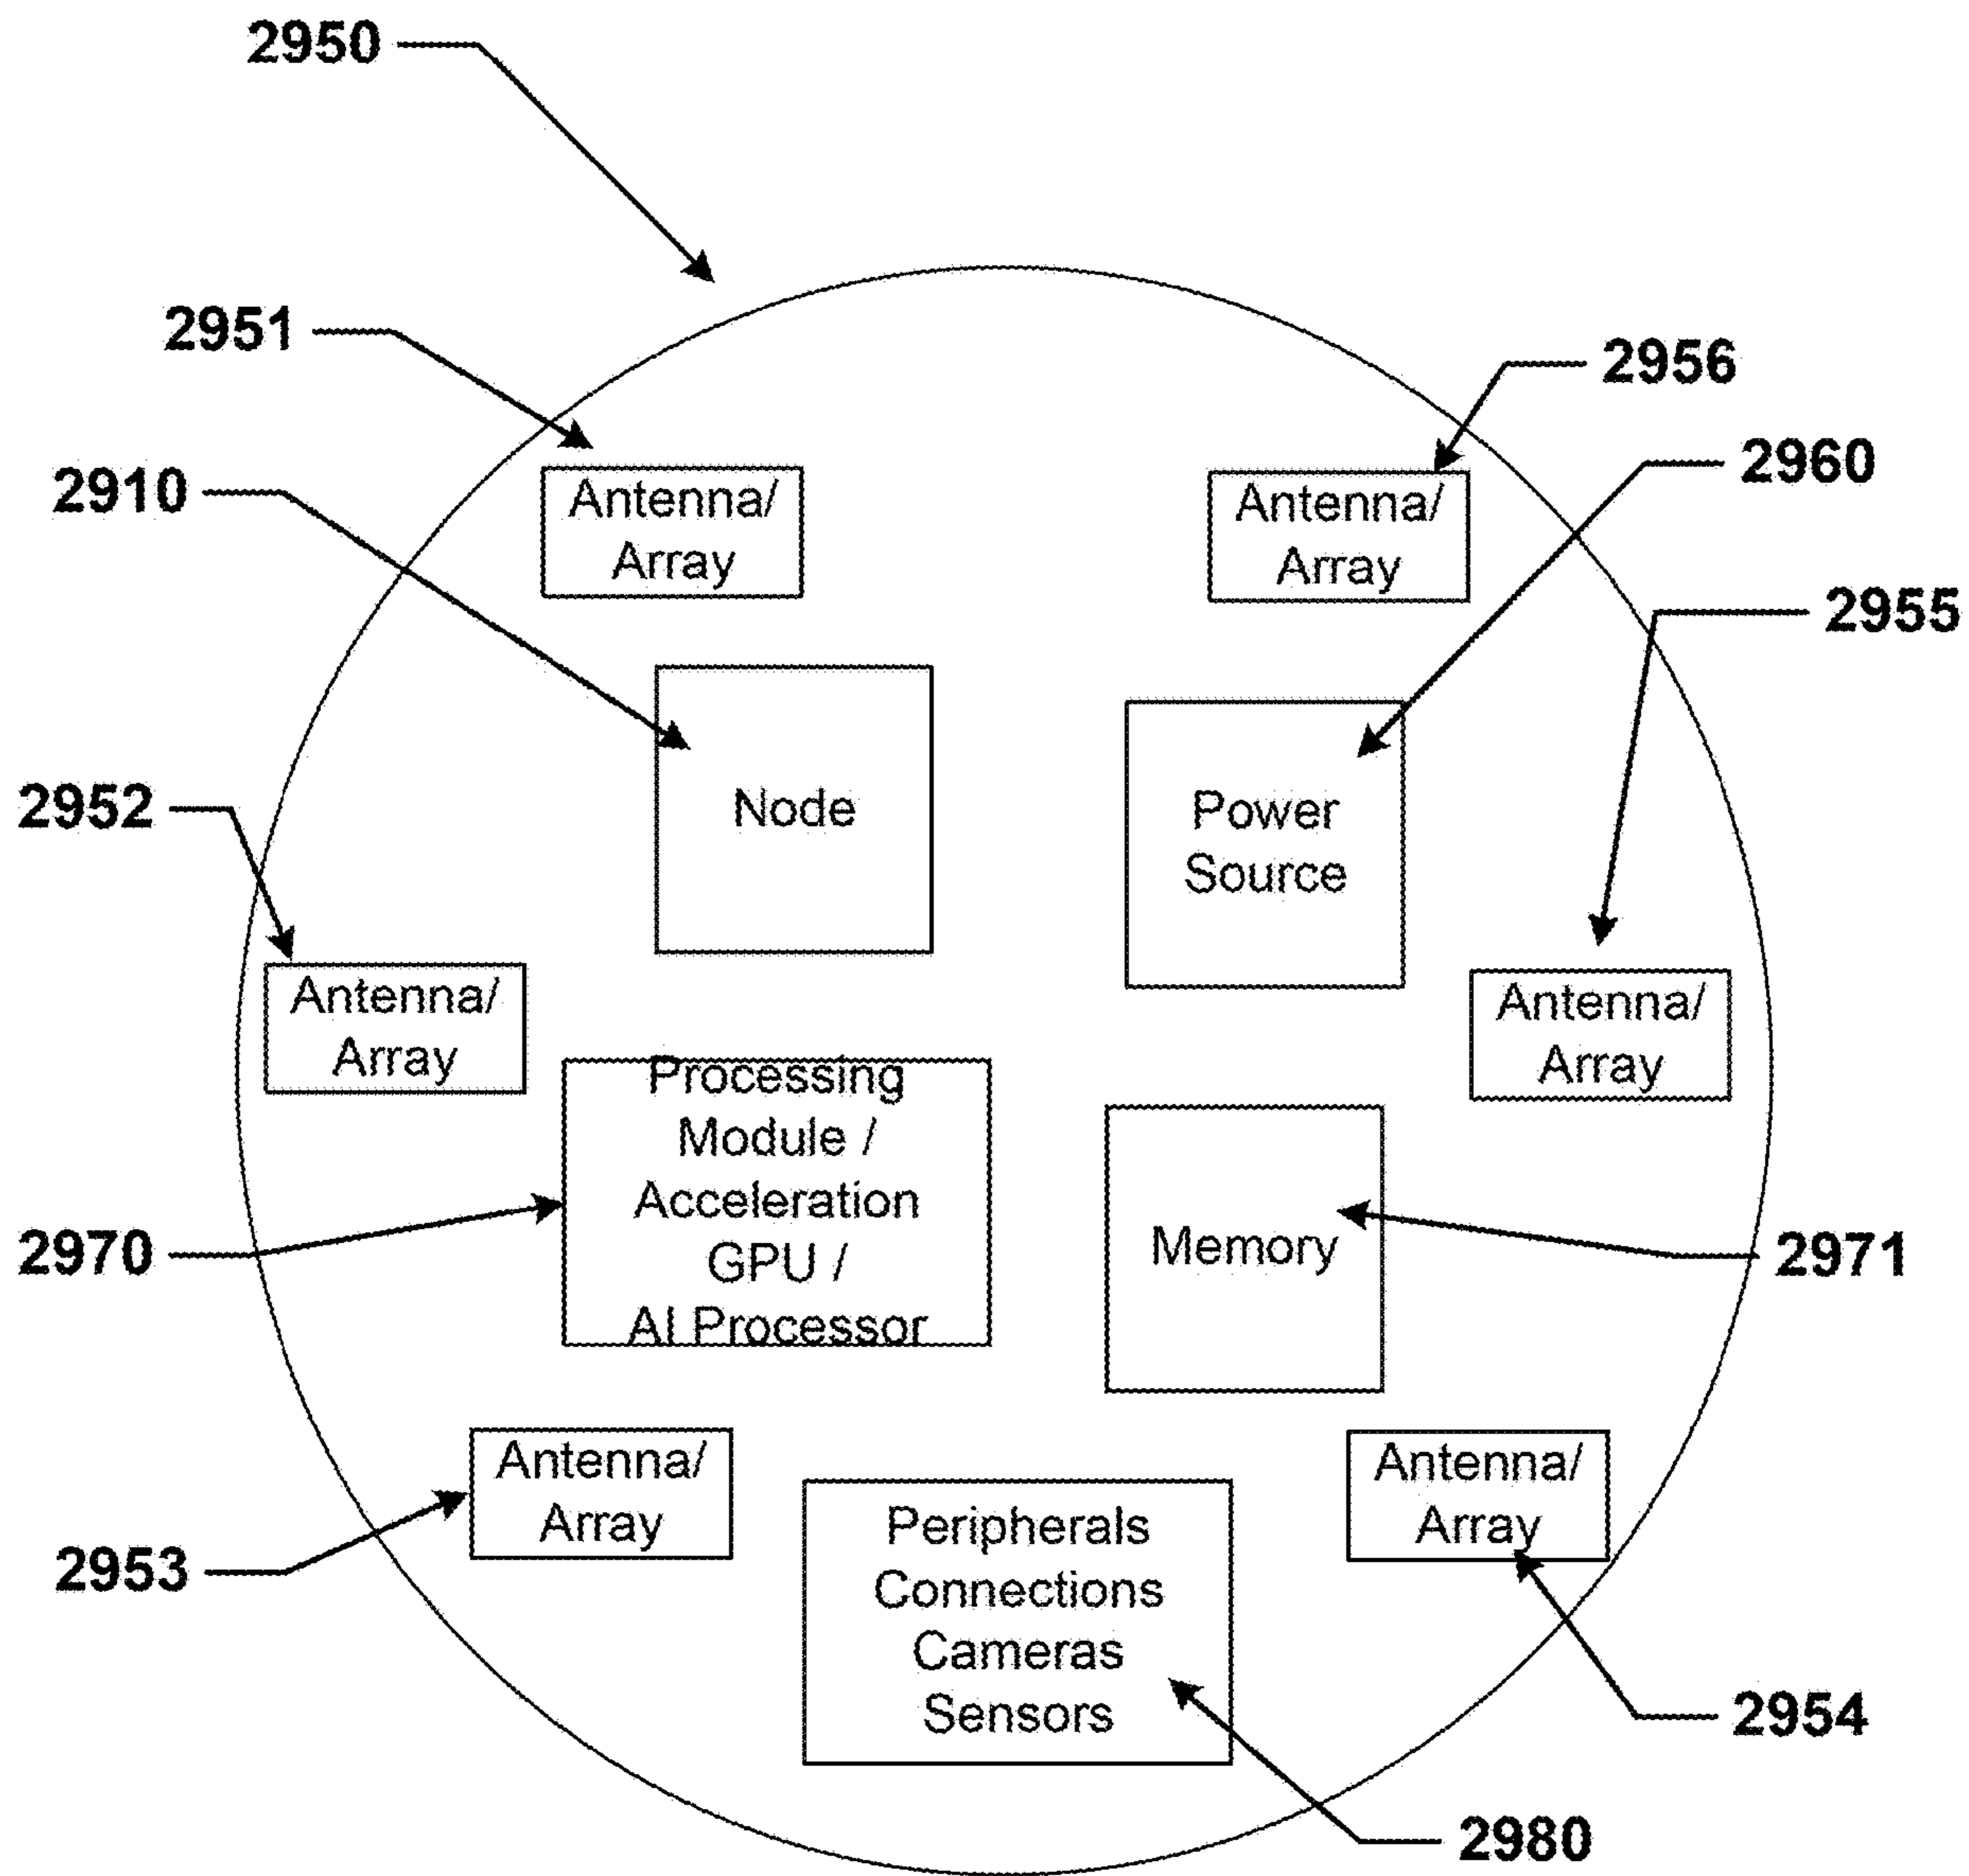 2950
2951
2956
2910
Antenna/
Array
Antenna/
Array
2960
2955
2952
Node
Power
Source
Antenna/
Array
Antenna/
Array
2970
Processing
Module /
Acceleration
GPU /
AI Processor
Memory
2971
2953
Antenna/
Array
Peripherals
Connections
Cameras
Sensors
Antenna/
Array
2954
2980